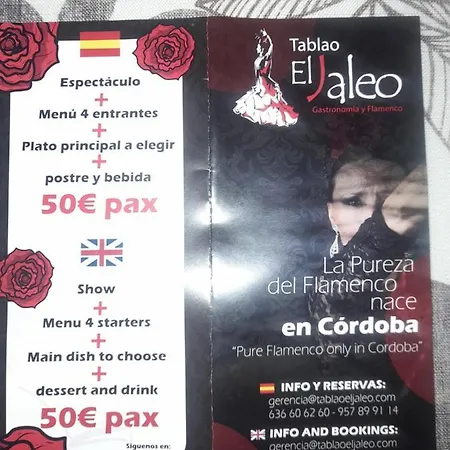 Espectáculo
+
Menú 4 entrantes
+
Plato principal a elegir
+
postre y bebida
50€ pax
Show
+
Menu 4 starters
+
Main dish to choose
+
dessert and drink
50€ pax
Síguenos en:
Tablao
El Jaleo
Gastronomía y Flamenco
La Pureza
del Flamenco
nace
en Córdoba
"Pure Flamenco only in Cordoba"
INFO Y RESERVAS:
gerencia@tablaoeljaleo.com
636 60 62 60 - 957 89 91 14
INFO AND BOOKINGS:
gerencia@tablaoeljaleo.com